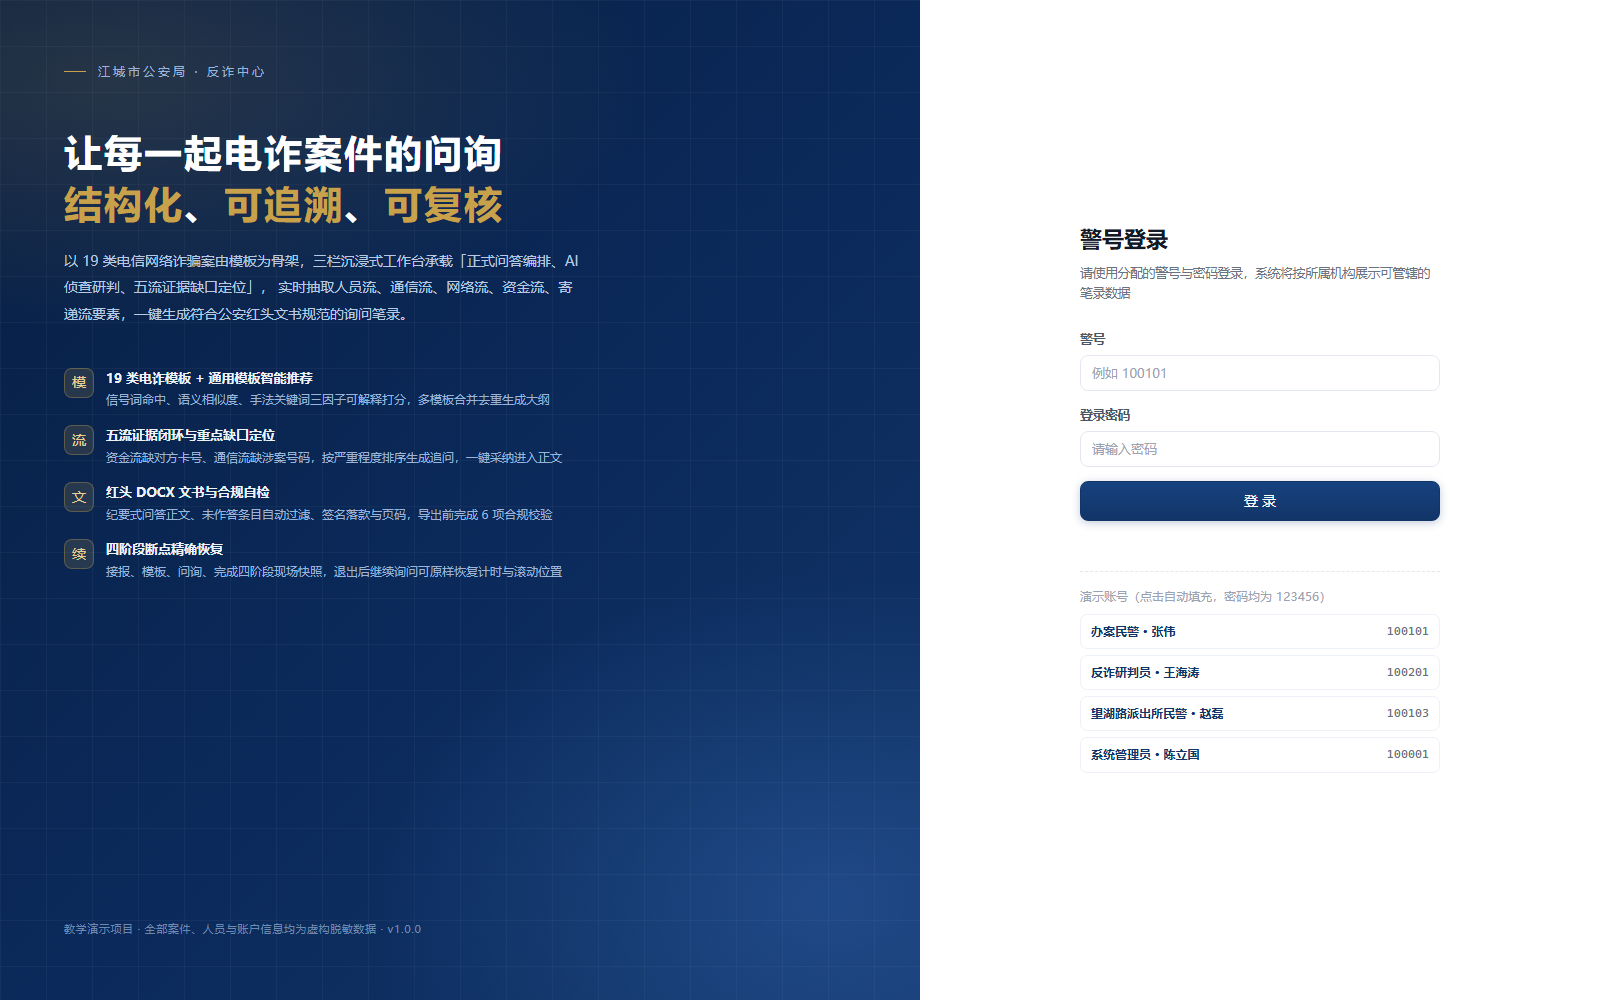 江城市公安局 · 反诈中心
让每一起电诈案件的问询
结构化、可追溯、可复核
以 19 类电信网络诈骗案由模板为骨架，三栏沉浸式工作台承载「正式问答编排、AI
侦查研判、五流证据缺口定位」， 实时抽取人员流、通信流、网络流、资金流、寄
递流要素，一键生成符合公安红头文书规范的询问笔录。
模
19 类电诈模板 + 通用模板智能推荐
信号词命中、语义相似度、手法关键词三因子可解释打分，多模板合并去重生成大纲
流
五流证据闭环与重点缺口定位
资金流缺对方卡号、通信流缺涉案号码，按严重程度排序生成追问，一键采纳进入正文
文
红头 DOCX 文书与合规自检
纪要式问答正文、未作答条目自动过滤、签名落款与页码，导出前完成 6 项合规校验
续
四阶段断点精确恢复
接报、模板、问询、完成四阶段现场快照，退出后继续询问可原样恢复计时与滚动位置
教学演示项目 · 全部案件、人员与账户信息均为虚构脱敏数据 · v1.0.0
警号登录
请使用分配的警号与密码登录，系统将按所属机构展示可管辖的
笔录数据
警号
例如 100101
登录密码
请输入密码
登 录
演示账号（点击自动填充，密码均为 123456）
办案民警 • 张伟 100101
反诈研判员 • 王海涛 100201
望湖路派出所民警 • 赵磊 100103
系统管理员 • 陈立国 100001